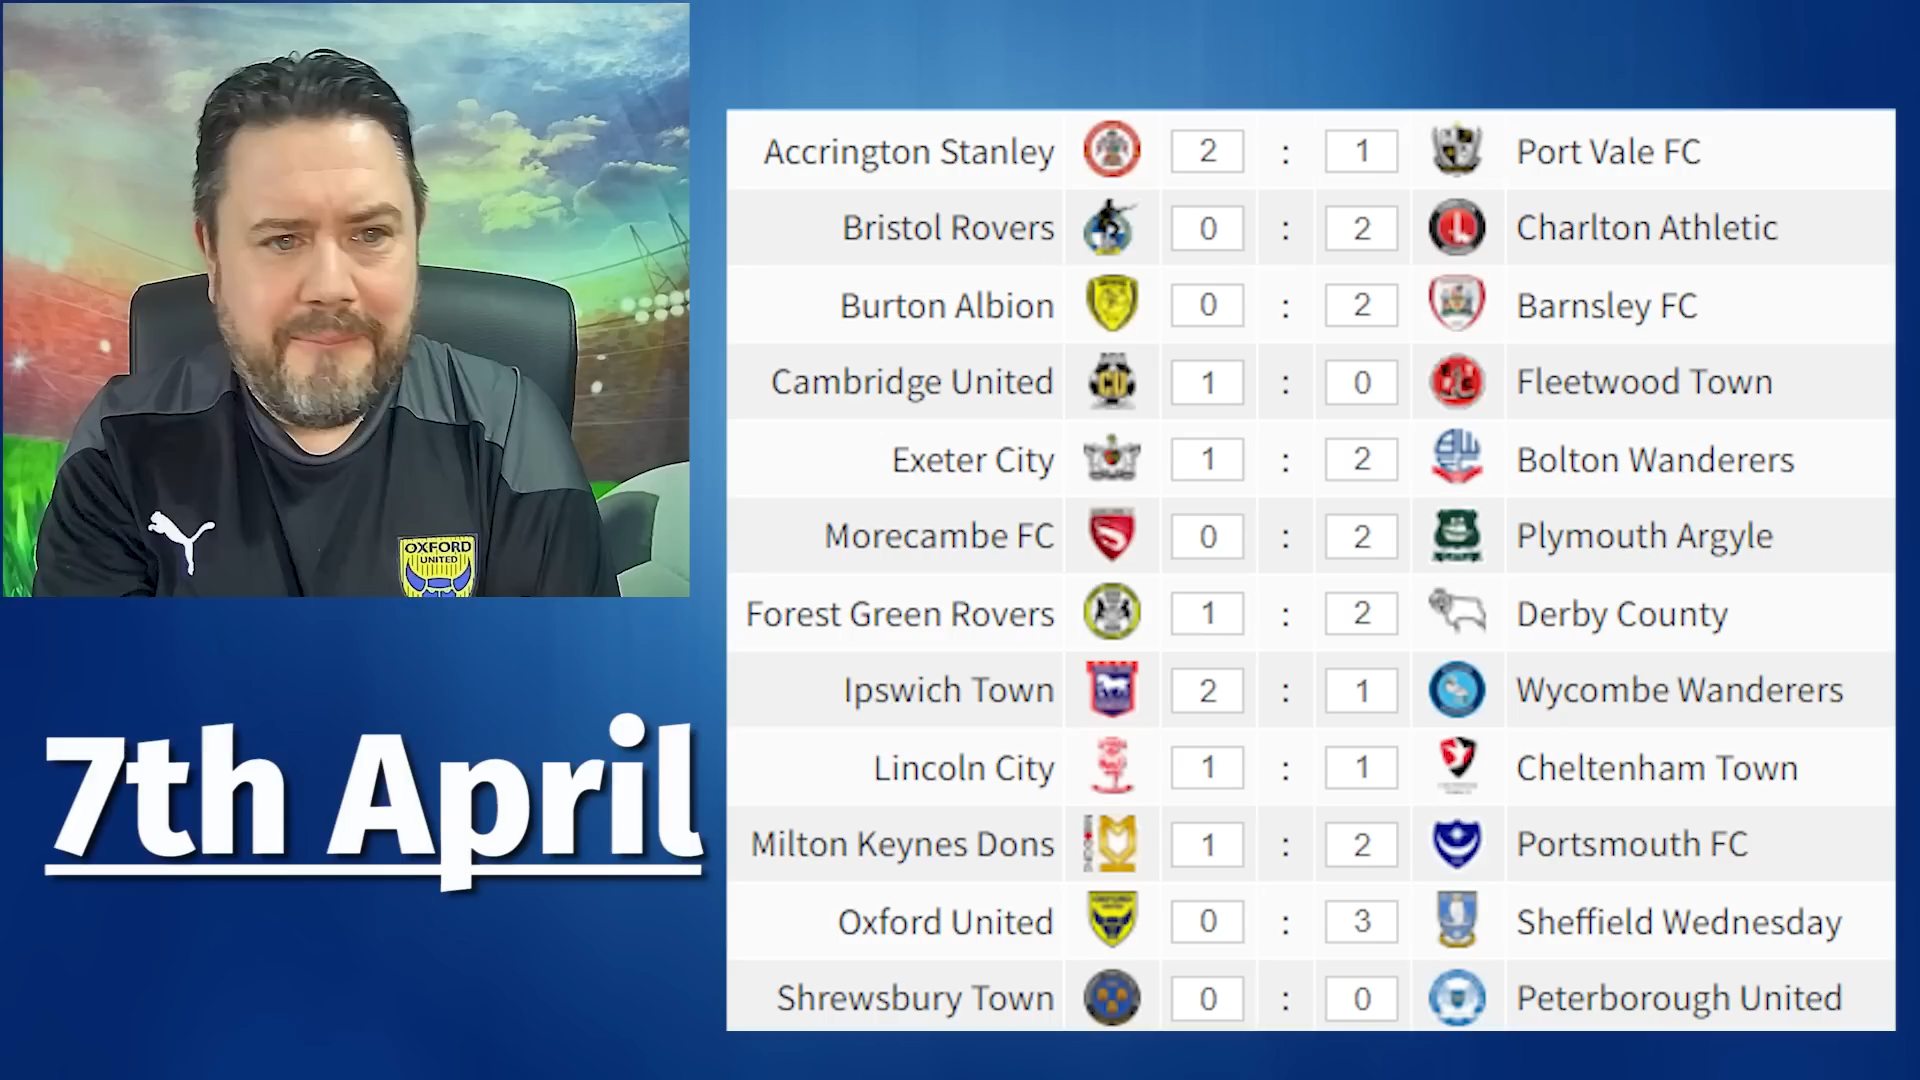 OXFORD
UNITED
7th April
Accrington Stanley 2 : 1 Port Vale FC
Bristol Rovers 0 : 2 Charlton Athletic
Burton Albion 0 : 2 Barnsley FC
Cambridge United 1 : 0 Fleetwood Town
Exeter City 1 : 2 Bolton Wanderers
Morecambe FC 0 : 2 Plymouth Argyle
Forest Green Rovers 1 : 2 Derby County
Ipswich Town 2 : 1 Wycombe Wanderers
Lincoln City 1 : 1 Cheltenham Town
Milton Keynes Dons 1 : 2 Portsmouth FC
Oxford United 0 : 3 Sheffield Wednesday
Shrewsbury Town 0 : 0 Peterborough United